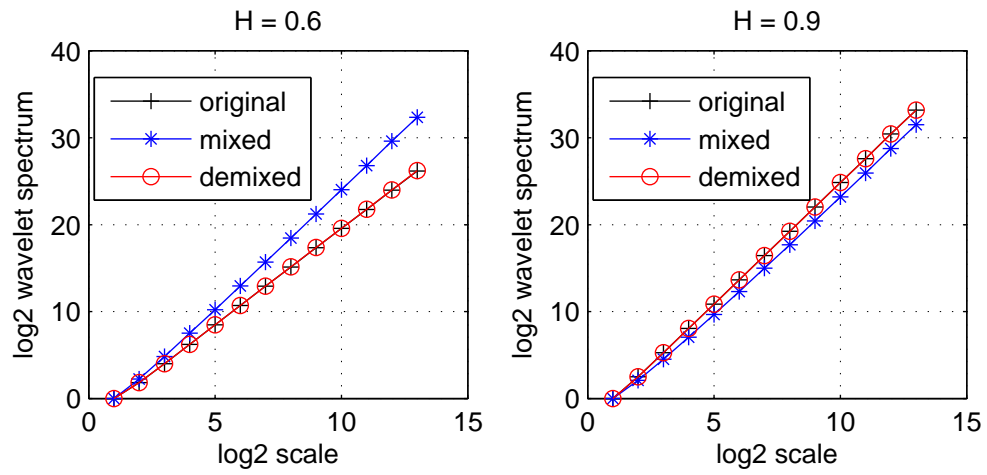 H = 0.6
40
30
20
10
0
log2 wavelet spectrum
original
mixed
demixed
0
5
10
15
log2 scale
H = 0.9
40
30
20
10
0
log2 wavelet spectrum
original
mixed
demixed
0
5
10
15
log2 scale